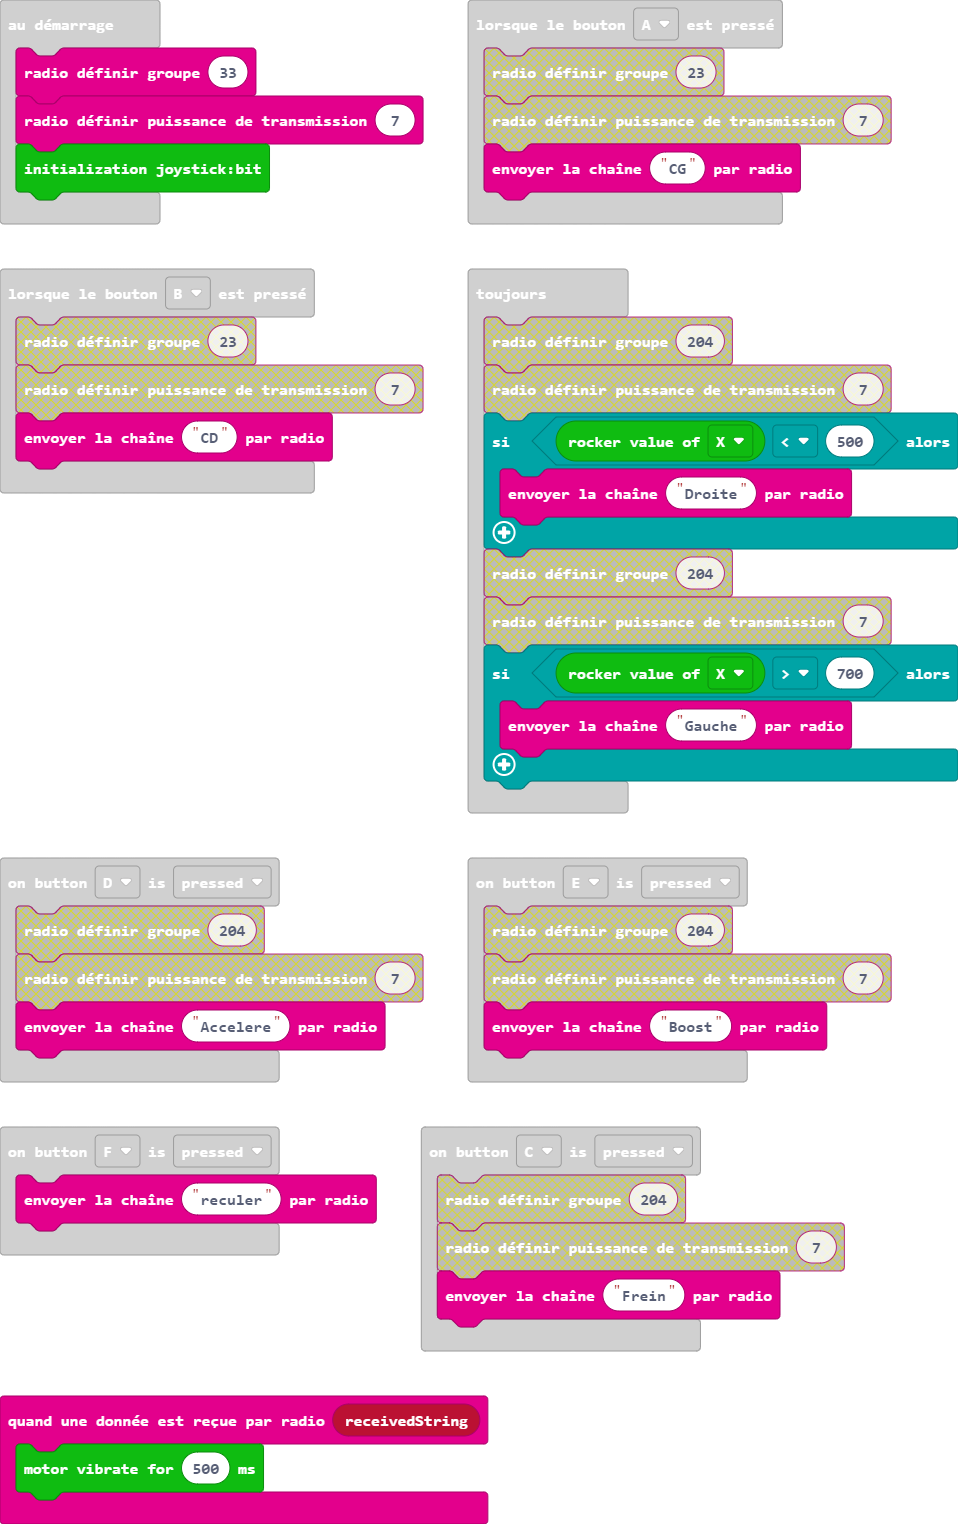 au démarrage
radio définir groupe 33
radio définir puissance de transmission 7
initialization joystick:bit
lorsque le bouton A est pressé
radio définir groupe 23
radio définir puissance de transmission 7
envoyer la chaîne "CG" par radio
lorsque le bouton B est pressé
radio définir groupe 23
radio définir puissance de transmission 7
envoyer la chaîne "CD" par radio
toujours
radio définir groupe 204
radio définir puissance de transmission 7
si rocker value of X < 500 alors
envoyer la chaîne "Droite" par radio
radio définir groupe 204
radio définir puissance de transmission 7
si rocker value of X > 700 alors
envoyer la chaîne "Gauche" par radio
on button D is pressed
radio définir groupe 204
radio définir puissance de transmission 7
envoyer la chaîne "Accelere" par radio
on button E is pressed
radio définir groupe 204
radio définir puissance de transmission 7
envoyer la chaîne "Boost" par radio
on button F is pressed
envoyer la chaîne "reculer" par radio
on button C is pressed
radio définir groupe 204
radio définir puissance de transmission 7
envoyer la chaîne "Frein" par radio
quand une donnée est reçue par radio receivedString
motor vibrate for 500 ms